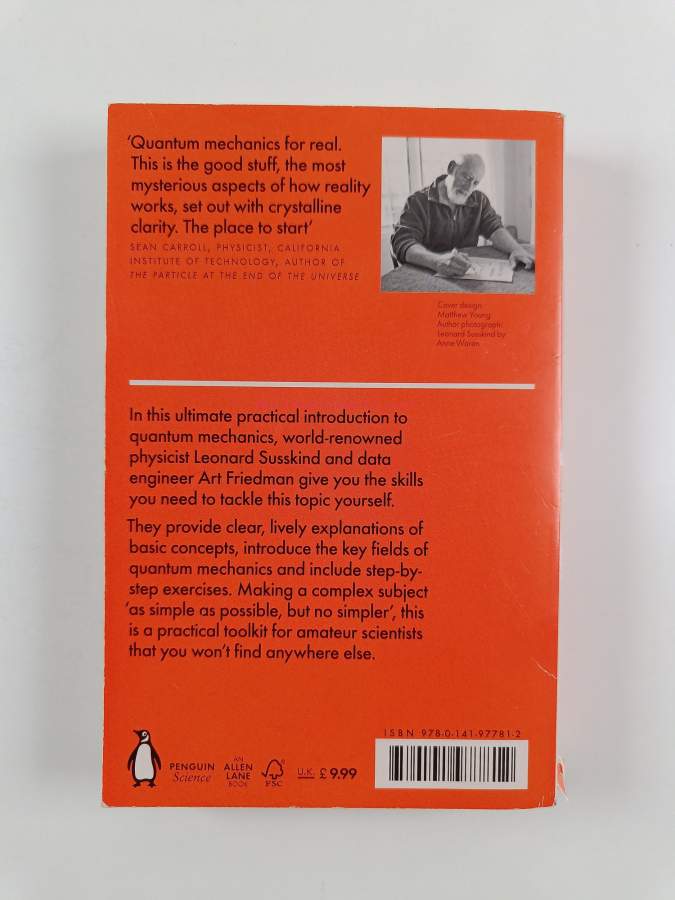 ‘Quantum mechanics for real.
This is the good stuff, the most
mysterious aspects of how reality
works, set out with crystalline
clarity. The place to start’
SEAN CARROLL, PHYSICIST, CALIFORNIA
INSTITUTE OF TECHNOLOGY, AUTHOR OF
THE PARTICLE AT THE END OF THE UNIVERSE
Cover design:
Matthew Young
Author photograph:
Leonard Susskind by
Anne Warren
In this ultimate practical introduction to
quantum mechanics, world-renowned
physicist Leonard Susskind and data
engineer Art Friedman give you the skills
you need to tackle this topic yourself.
They provide clear, lively explanations of
basic concepts, introduce the key fields of
quantum mechanics and include step-by-
step exercises. Making a complex subject
‘as simple as possible, but no simpler’, this
is a practical toolkit for amateur scientists
that you won’t find anywhere else.
PENGUIN
Science
AN
ALLEN
LANE
BOOK
FSC®
U.K. £9.99
ISBN 978-0-141-97781-2